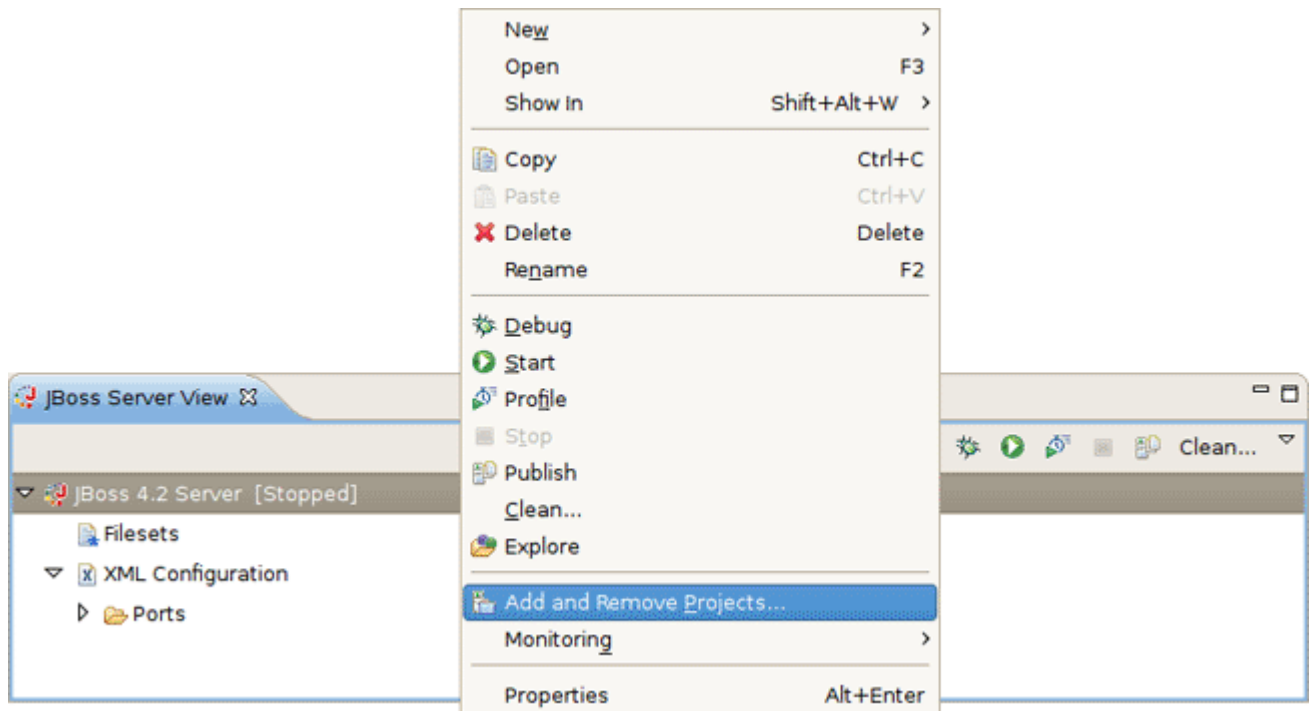 New
Open F3
Show In Shift+Alt+W
Copy Ctrl+C
Paste Ctrl+V
Delete Delete
Rename F2
Debug
Start
Profile
Stop
Publish
Clean...
Explore
Add and Remove Projects...
Monitoring
Properties Alt+Enter
JBoss Server View
Clean...
JBoss 4.2 Server [Stopped]
Filesets
XML Configuration
Ports